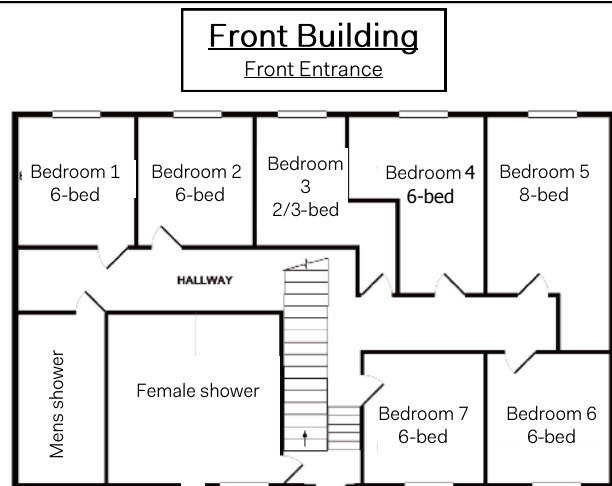 Front Building
Front Entrance
Bedroom 1
6-bed
Bedroom 2
6-bed
Bedroom
3
2/3-bed
Bedroom 4
6-bed
Bedroom 5
8-bed
HALLWAY
Mens shower
Female shower
Bedroom 7
6-bed
Bedroom 6
6-bed